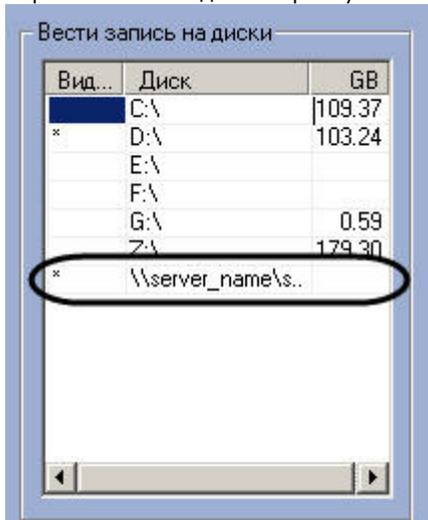 Вести запись на диски
Вид... Диск GB
C:\ 109.37
* D:\ 103.24
E:\
F:\
G:\ 0.59
Z:\ 179.30
* \\server_name\s..